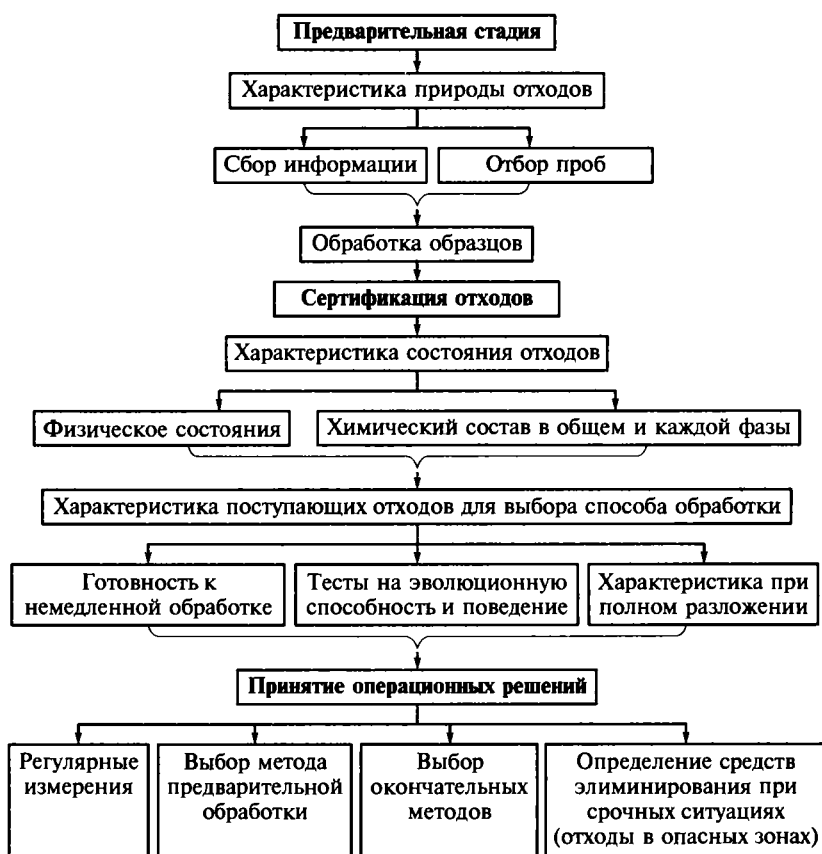 Предварительная стадия
Характеристика природы отходов
Сбор информации
Отбор проб
Обработка образцов
Сертификация отходов
Характеристика состояния отходов
Физическое состояния
Химический состав в общем и каждой фазы
Характеристика поступающих отходов для выбора способа обработки
Готовность к
немедленной обработке
Тесты на эволюционную
способность и поведение
Характеристика при
полном разложении
Принятие операционных решений
Регулярные
измерения
Выбор метода
предварительной
обработки
Выбор
окончательных
методов
Определение средств
элиминирования при
срочных ситуациях
(отходы в опасных зонах)